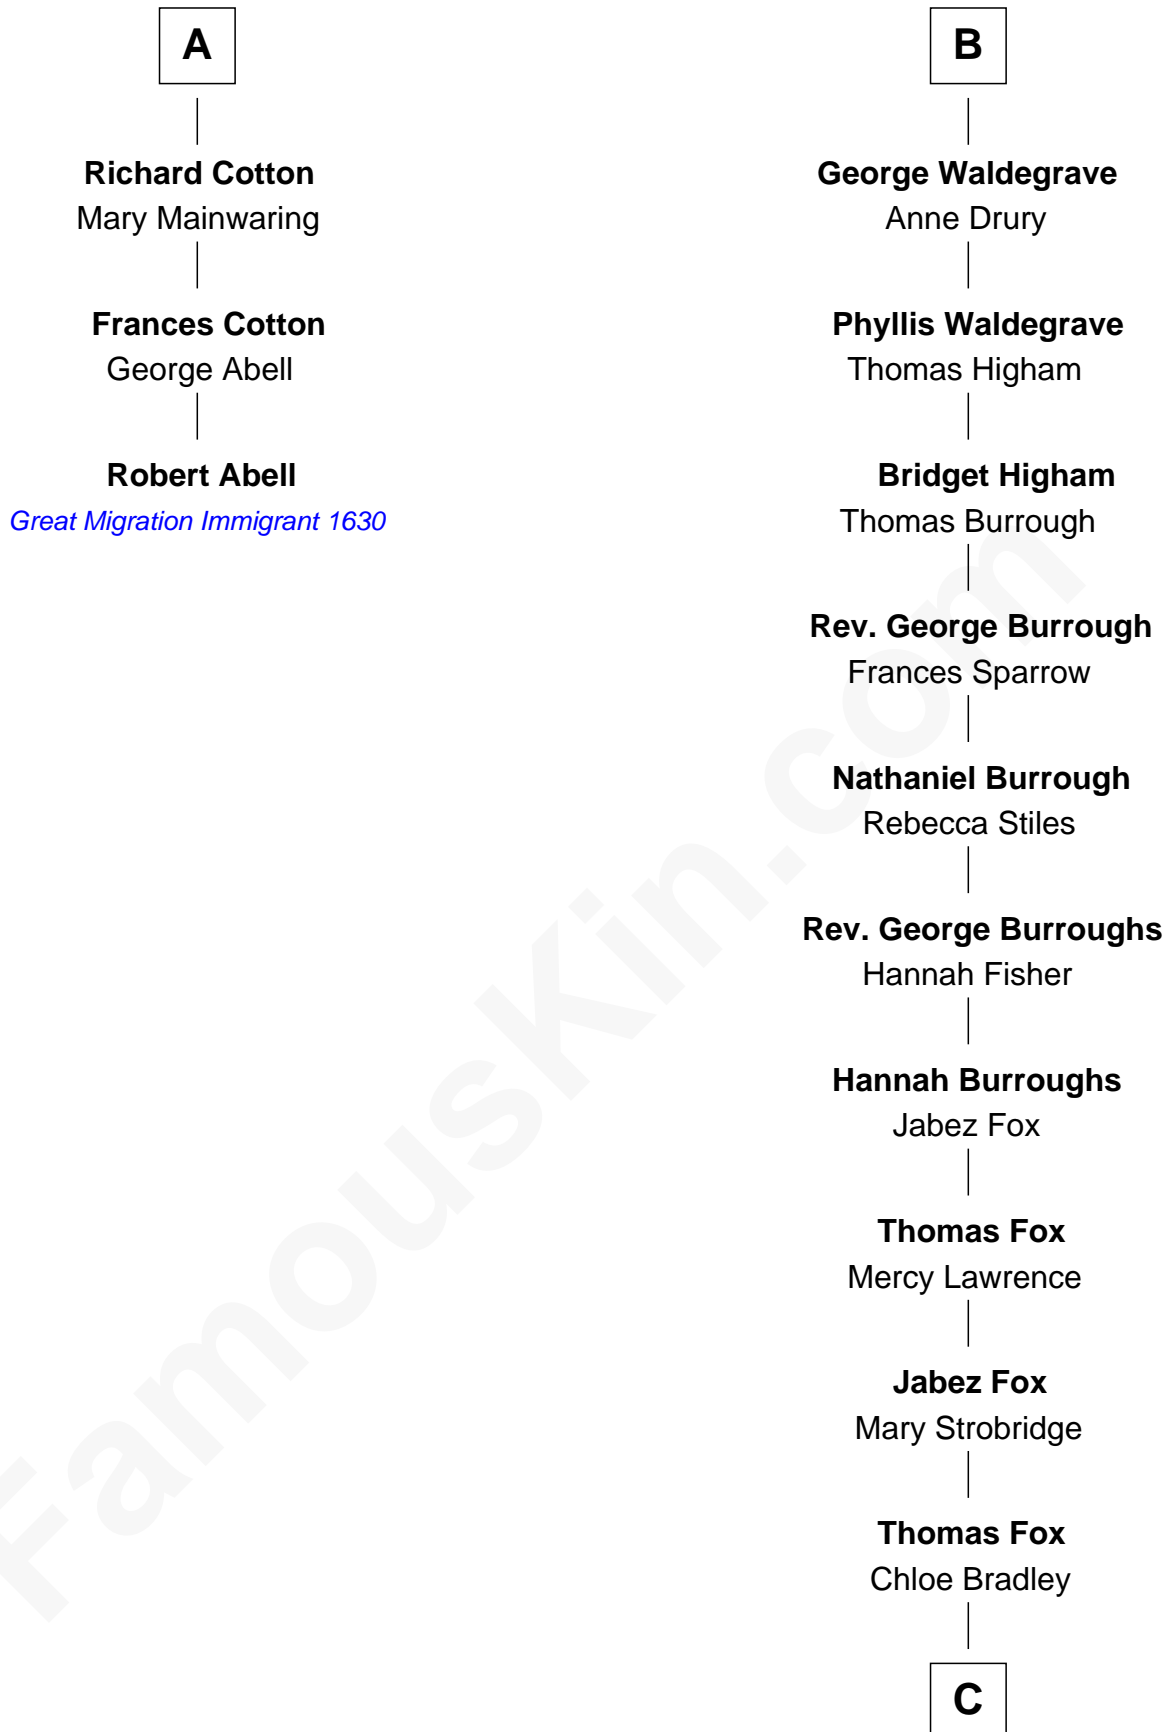 A
Richard Cotton
Mary Mainwaring
Frances Cotton
George Abell
Robert Abell
Great Migration Immigrant 1630
B
George Waldegrave
Anne Drury
Phyllis Waldegrave
Thomas Higham
Bridget Higham
Thomas Burrough
Rev. George Burrough
Frances Sparrow
Nathaniel Burrough
Rebecca Stiles
Rev. George Burroughs
Hannah Fisher
Hannah Burroughs
Jabez Fox
Thomas Fox
Mercy Lawrence
Jabez Fox
Mary Strobridge
Thomas Fox
Chloe Bradley
C
FamousKin.com